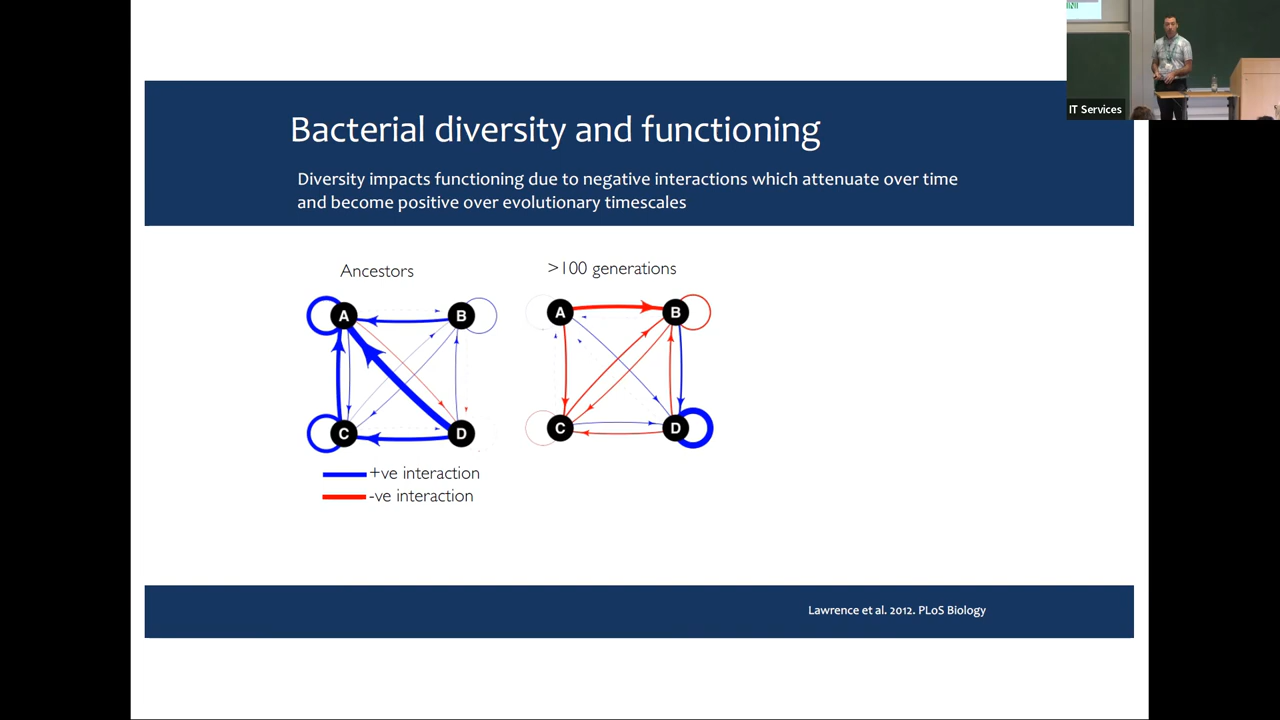 Bacterial diversity and functioning
Diversity impacts functioning due to negative interactions which attenuate over time
and become positive over evolutionary timescales
IT Services
Ancestors
>100 generations
A
B
C
D
A
B
C
D
+ve interaction
-ve interaction
Lawrence et al. 2012. PLoS Biology